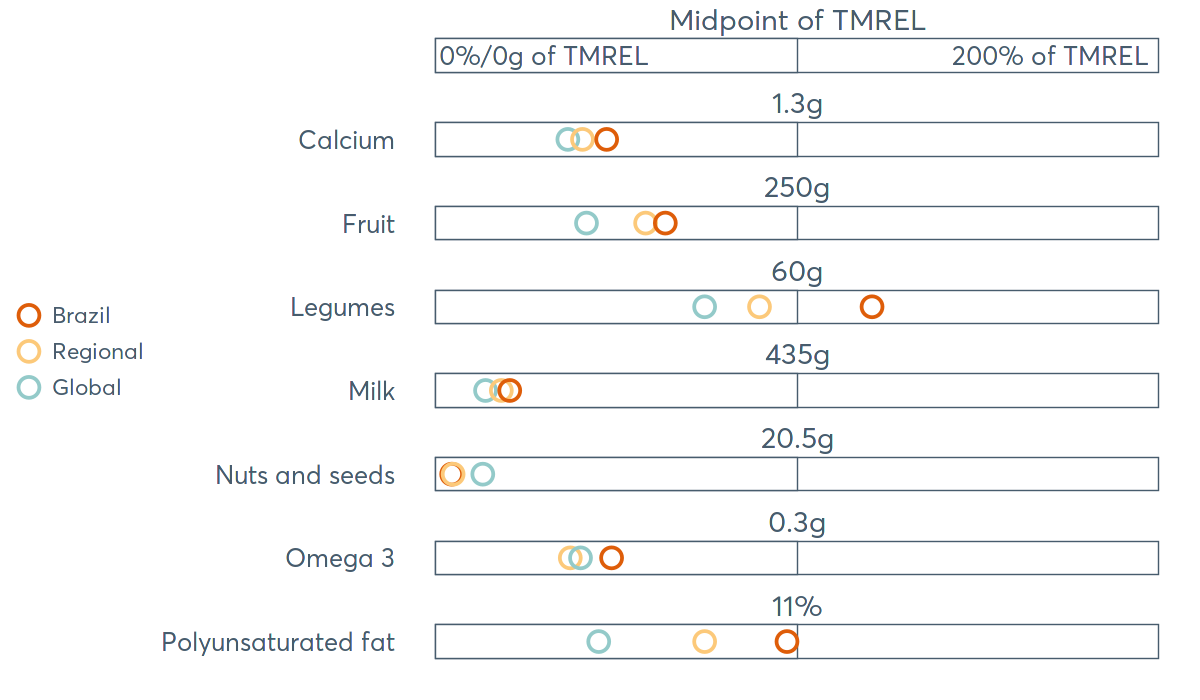 Midpoint of TMREL
0%/0g of TMREL 200% of TMREL
1.3g
Calcium
250g
Fruit
60g
Legumes
435g
Milk
20.5g
Nuts and seeds
0.3g
Omega 3
11%
Polyunsaturated fat
Brazil
Regional
Global